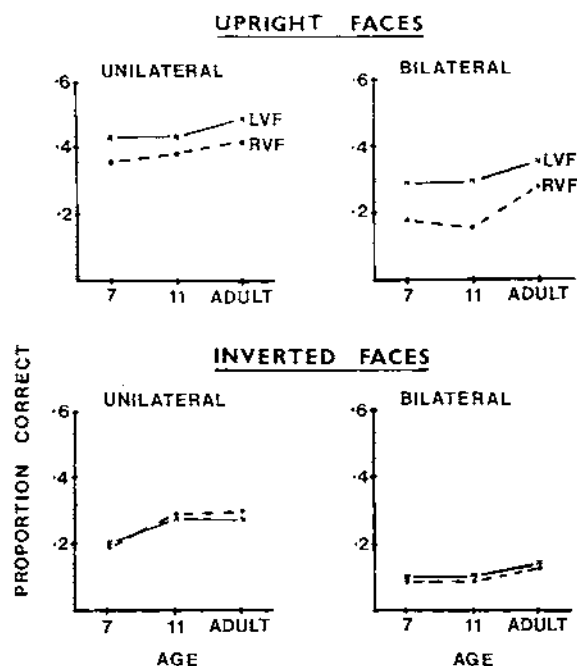 UPRIGHT FACES
UNILATERAL
BILATERAL
·6
·4
·2
LVF
RVF
7
11
ADULT
·6
·4
·2
LVF
RVF
7
11
ADULT
INVERTED FACES
UNILATERAL
BILATERAL
PROPORTION CORRECT
·6
·4
·2
7
11
ADULT
AGE
·6
·4
·2
7
11
ADULT
AGE